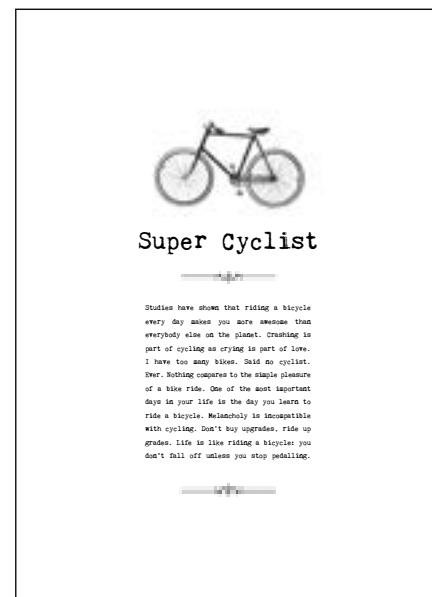 Super Cyclist
Studies have shown that riding a bicycle
every day makes you more awesome than
everybody else on the planet. Crashing is
part of cycling as crying is part of love.
I have too many bikes. Said no cyclist.
Ever. Nothing compares to the simple pleasure
of a bike ride. One of the most important
days in your life is the day you learn to
ride a bicycle. Melancholy is incompatible
with cycling. Don't buy upgrades, ride up
grades. Life is like riding a bicycle: you
don't fall off unless you stop pedalling.